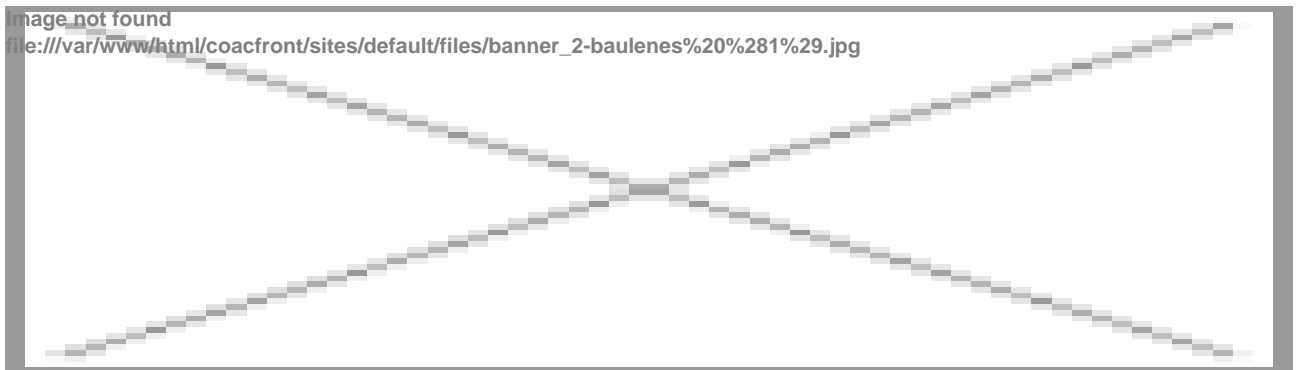 Image not found
file:///var/www/html/coacfront/sites/default/files/banner_2-baulenes%20%281%29.jpg